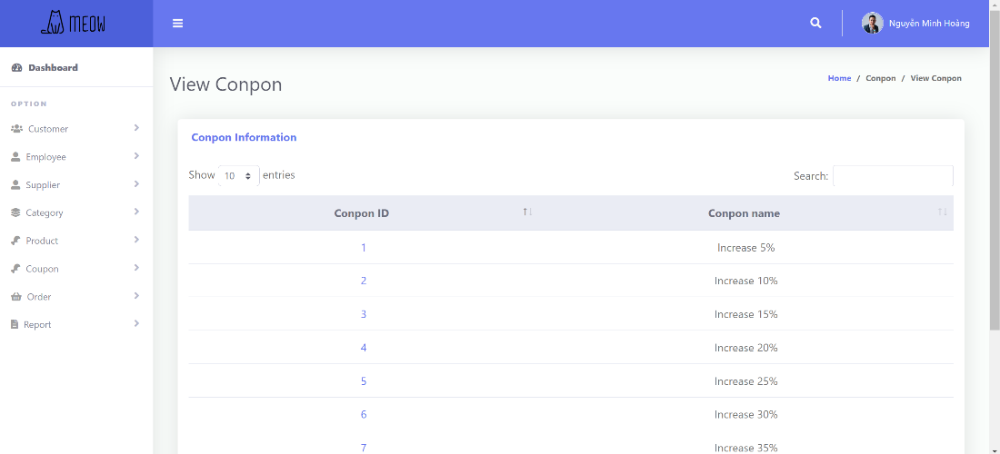 MEOW
Nguyễn Minh Hoàng
Dashboard
OPTION
Customer
Employee
Supplier
Category
Product
Coupon
Order
Report
View Conpon
Home / Conpon / View Conpon
Conpon Information
Show 10 entries
Search:
Conpon ID Conpon name
1 Increase 5%
2 Increase 10%
3 Increase 15%
4 Increase 20%
5 Increase 25%
6 Increase 30%
7 Increase 35%